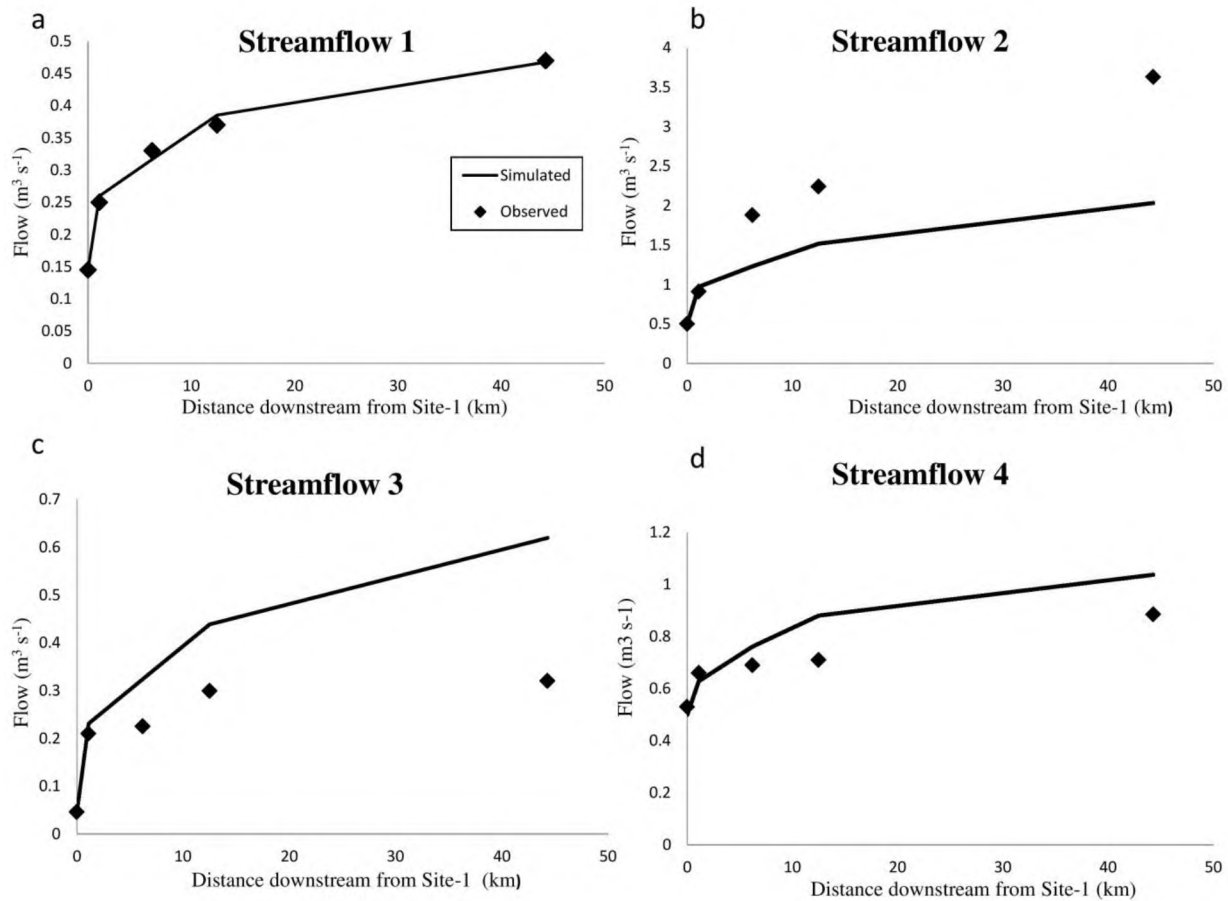 a
Streamflow 1
0.5
0.45
0.4
0.35
0.3
0.25
0.2
0.15
0.1
0.05
0
Flow (m³ s⁻¹)
Simulated
Observed
0 10 20 30 40 50
Distance downstream from Site-1 (km)
b
Streamflow 2
4
3.5
3
2.5
2
1.5
1
0.5
0
Flow (m³ s⁻¹)
0 10 20 30 40 50
Distance downstream from Site-1 (km)
c
Streamflow 3
0.7
0.6
0.5
0.4
0.3
0.2
0.1
0
Flow (m³ s⁻¹)
0 10 20 30 40 50
Distance downstream from Site-1 (km)
d
Streamflow 4
1.2
1
0.8
0.6
0.4
0.2
0
Flow (m3 s-1)
0 10 20 30 40 50
Distance downstream from Site-1 (km)